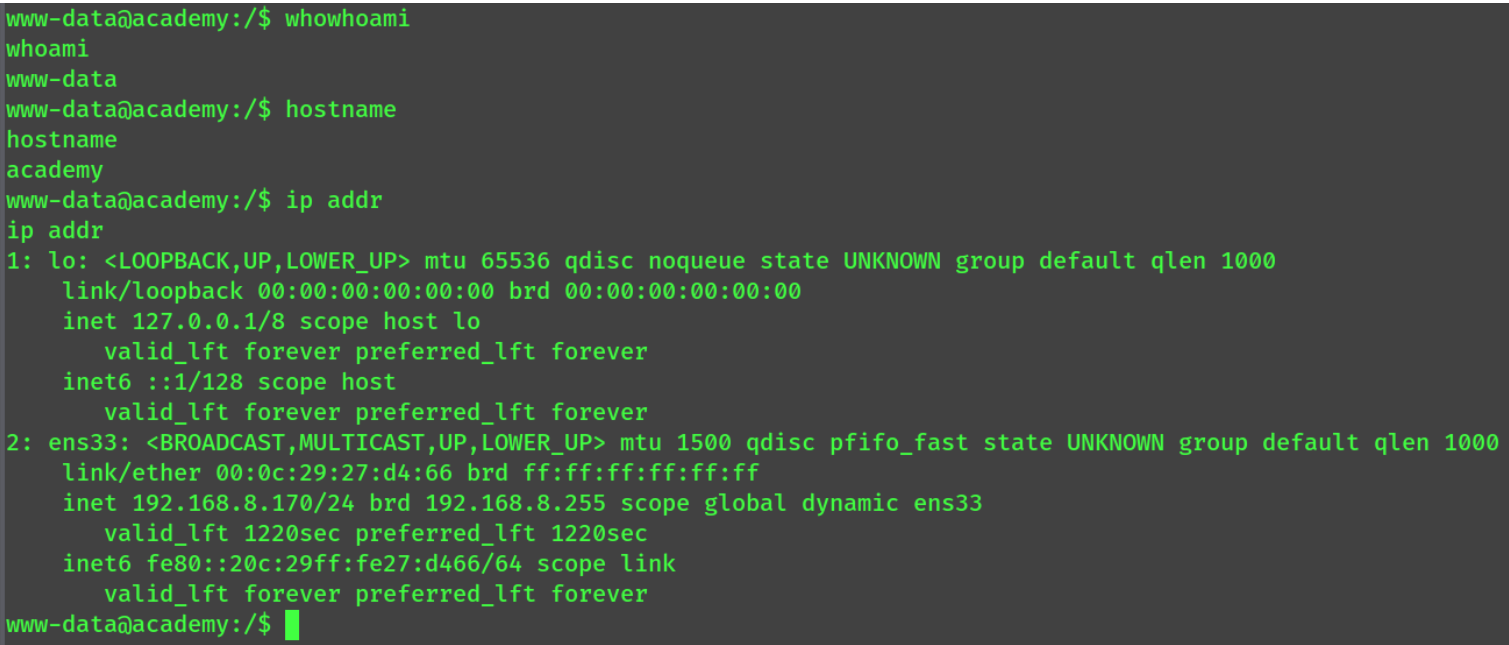 www-data@academy:/$ whowhoami
whoami
www-data
www-data@academy:/$ hostname
hostname
academy
www-data@academy:/$ ip addr
ip addr
1: lo: <LOOPBACK,UP,LOWER_UP> mtu 65536 qdisc noqueue state UNKNOWN group default qlen 1000
    link/loopback 00:00:00:00:00:00 brd 00:00:00:00:00:00
    inet 127.0.0.1/8 scope host lo
       valid_lft forever preferred_lft forever
    inet6 ::1/128 scope host
       valid_lft forever preferred_lft forever
2: ens33: <BROADCAST,MULTICAST,UP,LOWER_UP> mtu 1500 qdisc pfifo_fast state UNKNOWN group default qlen 1000
    link/ether 00:0c:29:27:d4:66 brd ff:ff:ff:ff:ff:ff
    inet 192.168.8.170/24 brd 192.168.8.255 scope global dynamic ens33
       valid_lft 1220sec preferred_lft 1220sec
    inet6 fe80::20c:29ff:fe27:d466/64 scope link
       valid_lft forever preferred_lft forever
www-data@academy:/$